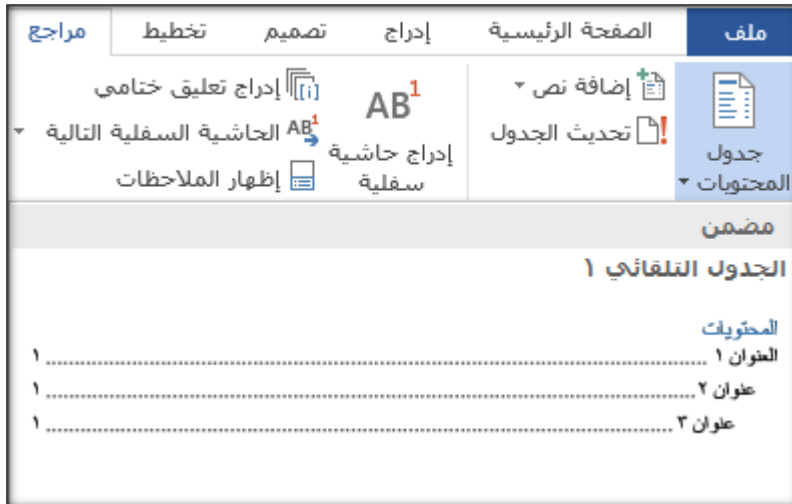 ملف الصفحة الرئيسية إدراج تصميم تخطيط مراجع
جدول
المحتويات
إضافة نص
تحديث الجدول
AB1
إدراج حاشية
سفلية
إدراج تعليق ختامي
الحاشية السفلية التالية
إظهار الملاحظات
مضمن
الجدول التلقائي ١
المحتويات
العنوان ١ ........ ١
عنوان ٢ ........ ١
عنوان ٣ ........ ١